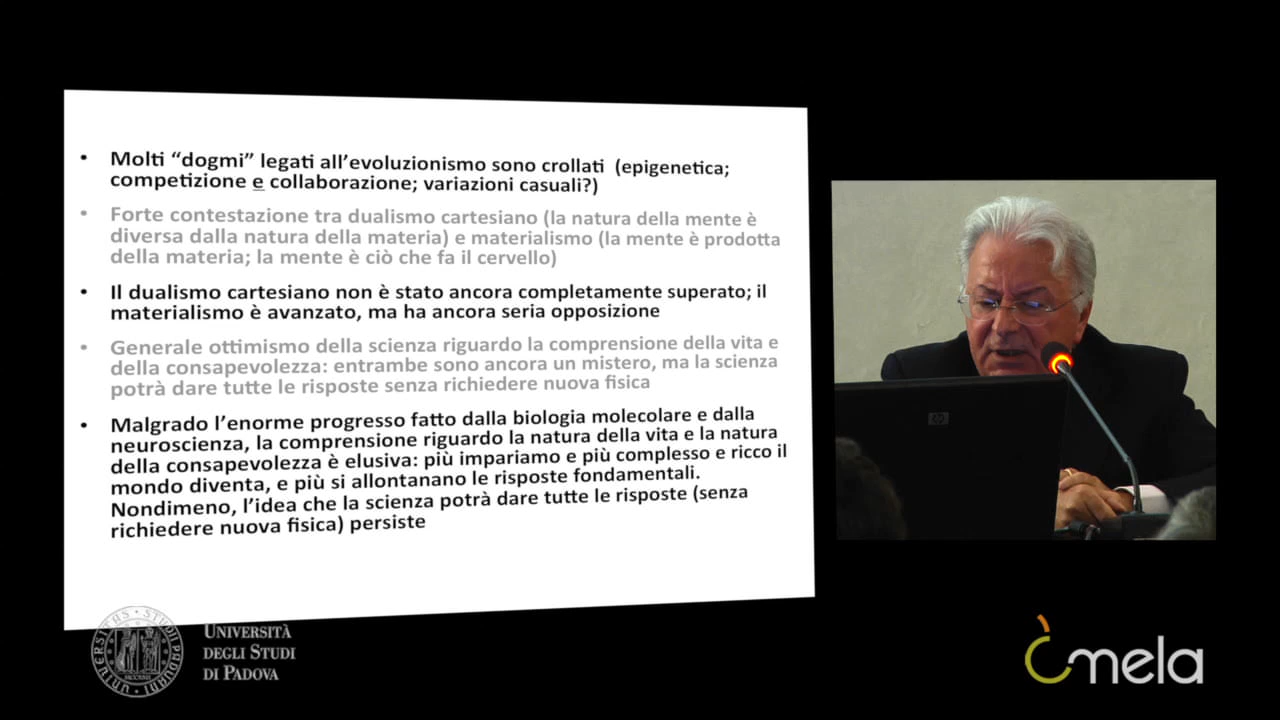 • Molti “dogmi” legati all’evoluzionismo sono crollati (epigenetica;
competizione e collaborazione; variazioni casuali?)
• Forte contestazione tra dualismo cartesiano (la natura della mente è
diversa dalla natura della materia) e materialismo (la mente è prodotta
della materia; la mente è ciò che fa il cervello)
• Il dualismo cartesiano non è stato ancora completamente superato; il
materialismo è avanzato, ma ha ancora seria opposizione
• Generale ottimismo della scienza riguardo la comprensione della vita e
della consapevolezza: entrambe sono ancora un mistero, ma la scienza
potrà dare tutte le risposte senza richiedere nuova fisica
• Malgrado l’enorme progresso fatto dalla biologia molecolare e dalla
neuroscienza, la comprensione riguardo la natura della vita e la natura
della consapevolezza è elusiva: più impariamo e più complesso e ricco il
mondo diventa, e più si allontanano le risposte fondamentali.
Nondimeno, l’idea che la scienza potrà dare tutte le risposte (senza
richiedere nuova fisica) persiste
Università
degli Studi
di Padova
mela
hp